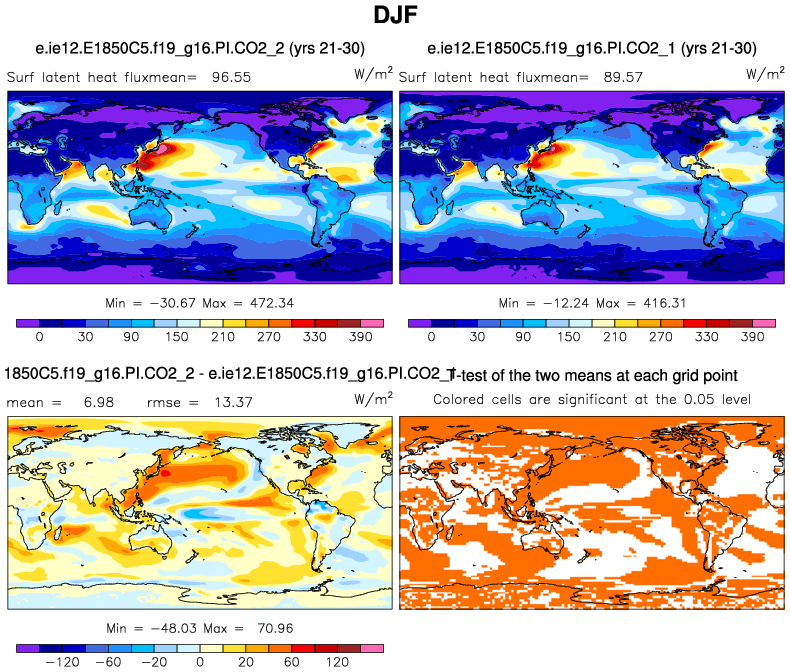 DJF
e.ie12.E1850C5.f19_g16.PI.CO2_2 (yrs 21-30)
e.ie12.E1850C5.f19_g16.PI.CO2_1 (yrs 21-30)
Surf latent heat fluxmean= 96.55 W/m²
Surf latent heat fluxmean= 89.57 W/m²
Min = −30.67 Max = 472.34
Min = −12.24 Max = 416.31
0 30 90 150 210 270 330 390
0 30 90 150 210 270 330 390
1850C5.f19_g16.PI.CO2_2 - e.ie12.E1850C5.f19_g16.PI.CO2_
T-test of the two means at each grid point
mean = 6.98 rmse = 13.37 W/m²
Colored cells are significant at the 0.05 level
Min = −48.03 Max = 70.96
−120 −60 −20 0 20 60 120